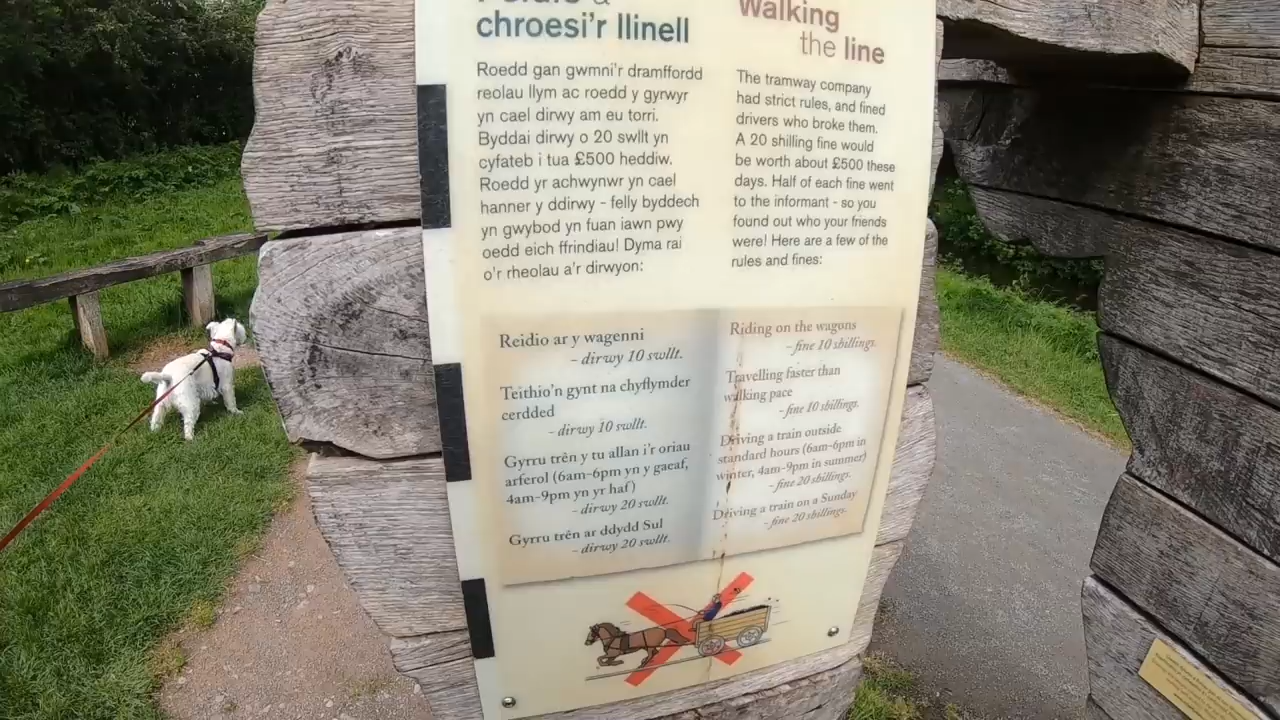 chroesi'r llinell
Roedd gan gwmni'r dramffordd
reolau llym ac roedd y gyrwyr
yn cael dirwy am eu torri.
Byddai dirwy o 20 swllt yn
cyfateb i tua £500 heddiw.
Roedd yr achwynwr yn cael
hanner y ddirwy - felly byddech
yn gwybod yn fuan iawn pwy
oedd eich ffrindiau! Dyma rai
o'r rheolau a'r dirwyon:
Walking
the line
The tramway company
had strict rules, and fined
drivers who broke them.
A 20 shilling fine would
be worth about £500 these
days. Half of each fine went
to the informant - so you
found out who your friends
were! Here are a few of the
rules and fines:
Reidio ar y wagenni
- dirwy 10 swllt.
Teithio'n gynt na chyflymder
cerdded
- dirwy 10 swllt.
Gyrru trên y tu allan i'r oriau
arferol (6am-6pm yn y gaeaf,
4am-9pm yn yr haf)
- dirwy 20 swllt.
Gyrru trên ar ddydd Sul
- dirwy 20 swllt.
Riding on the wagons
- fine 10 shillings.
Travelling faster than
walking pace
- fine 10 shillings.
Driving a train outside
standard hours (6am-6pm in
winter, 4am-9pm in summer)
- fine 20 shillings.
Driving a train on a Sunday
- fine 20 shillings.